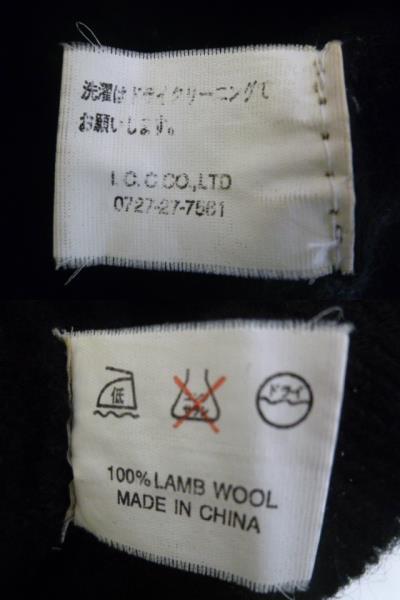 洗濯はドライクリーニングで
お願いします。
I. C. C CO.,LTD
0727-27-7561
低
ドライ
100% LAMB WOOL
MADE IN CHINA